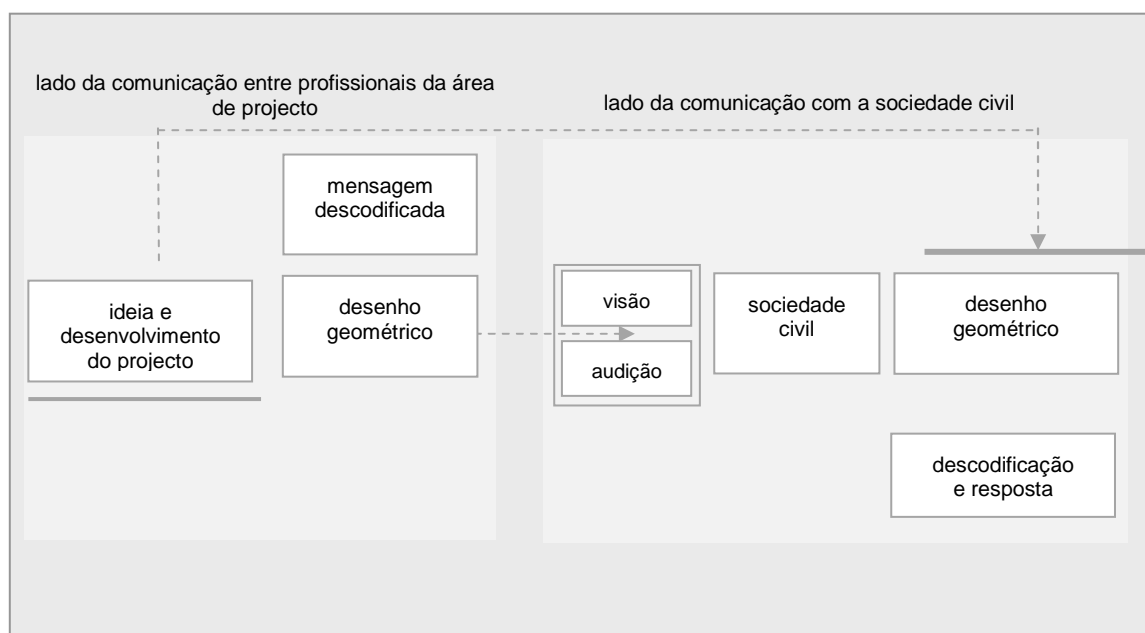 lado da comunicação entre profissionais da área
de projecto
lado da comunicação com a sociedade civil
mensagem
descodificada
ideia e
desenvolvimento
do projecto
desenho
geométrico
visão
audição
sociedade
civil
desenho
geométrico
descodificação
e resposta